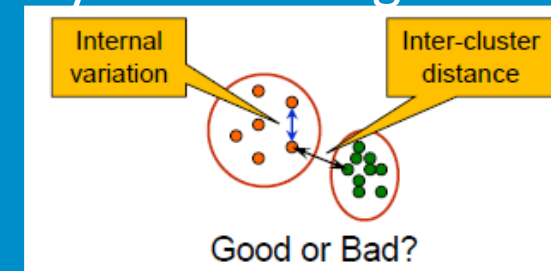 Internal
variation
Inter-cluster
distance
Good or Bad?